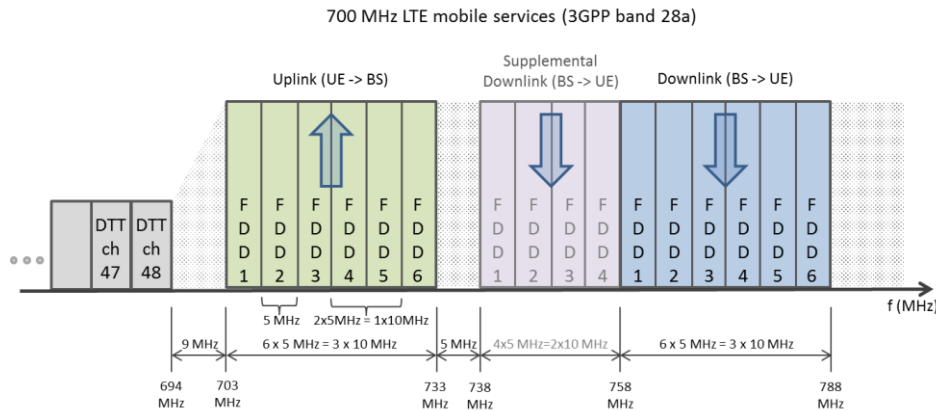 700 MHz LTE mobile services (3GPP band 28a)
Supplemental
Uplink (UE -> BS)
Downlink (BS -> UE)
Downlink (BS -> UE)
DTT
ch
47
DTT
ch
48
F
D
D
1
F
D
D
2
F
D
D
3
F
D
D
4
F
D
D
5
F
D
D
6
F
D
D
1
F
D
D
2
F
D
D
3
F
D
D
4
F
D
D
1
F
D
D
2
F
D
D
3
F
D
D
4
F
D
D
5
F
D
D
6
f (MHz)
5 MHz
2x5MHz = 1x10MHz
9 MHz
6 x 5 MHz = 3 x 10 MHz
5 MHz
4x5 MHz=2x10 MHz
6 x 5 MHz = 3 x 10 MHz
694
MHz
703
MHz
733
MHz
738
MHz
758
MHz
788
MHz